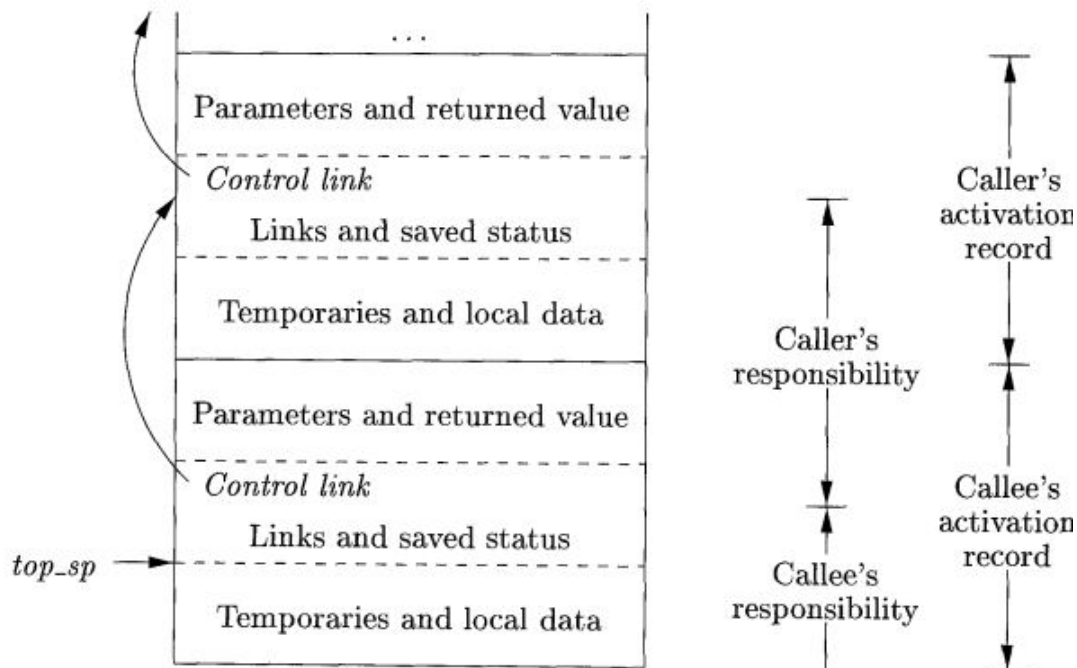 ...
Parameters and returned value
Control link
Links and saved status
Temporaries and local data
Parameters and returned value
Control link
Links and saved status
top_sp
Temporaries and local data
Caller's
responsibility
Callee's
responsibility
Caller's
activation
record
Callee's
activation
record